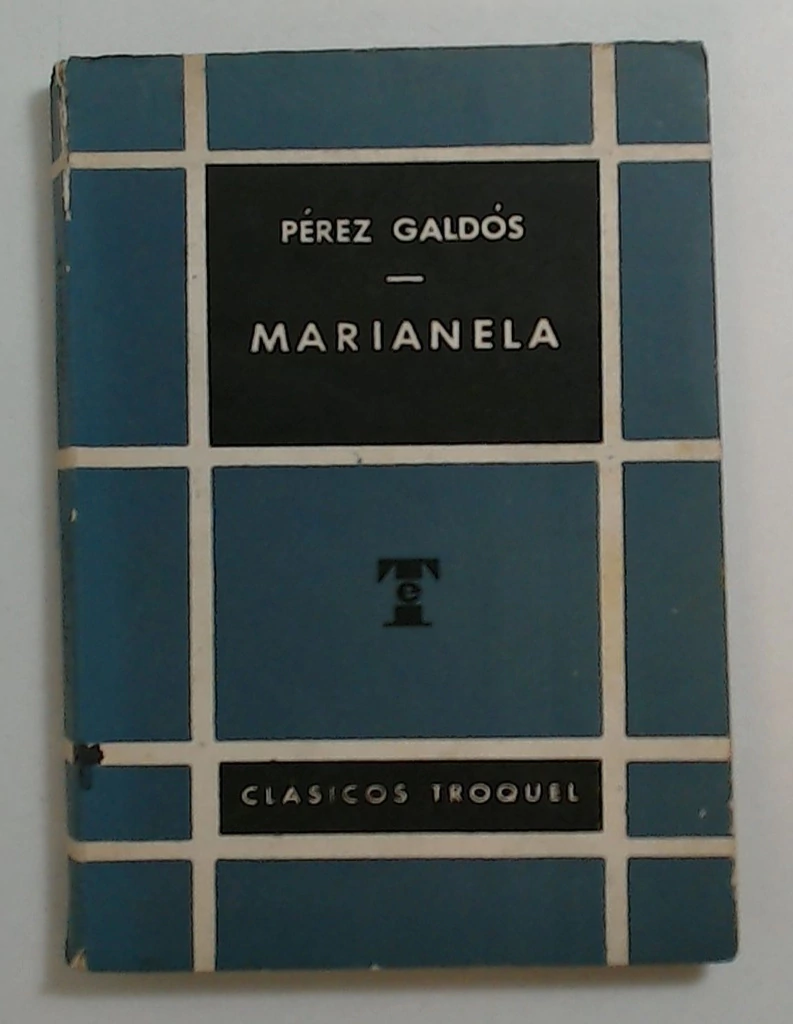 PÉREZ GALDÓS
MARIANELA
Te
CLASICOS TROQUEL